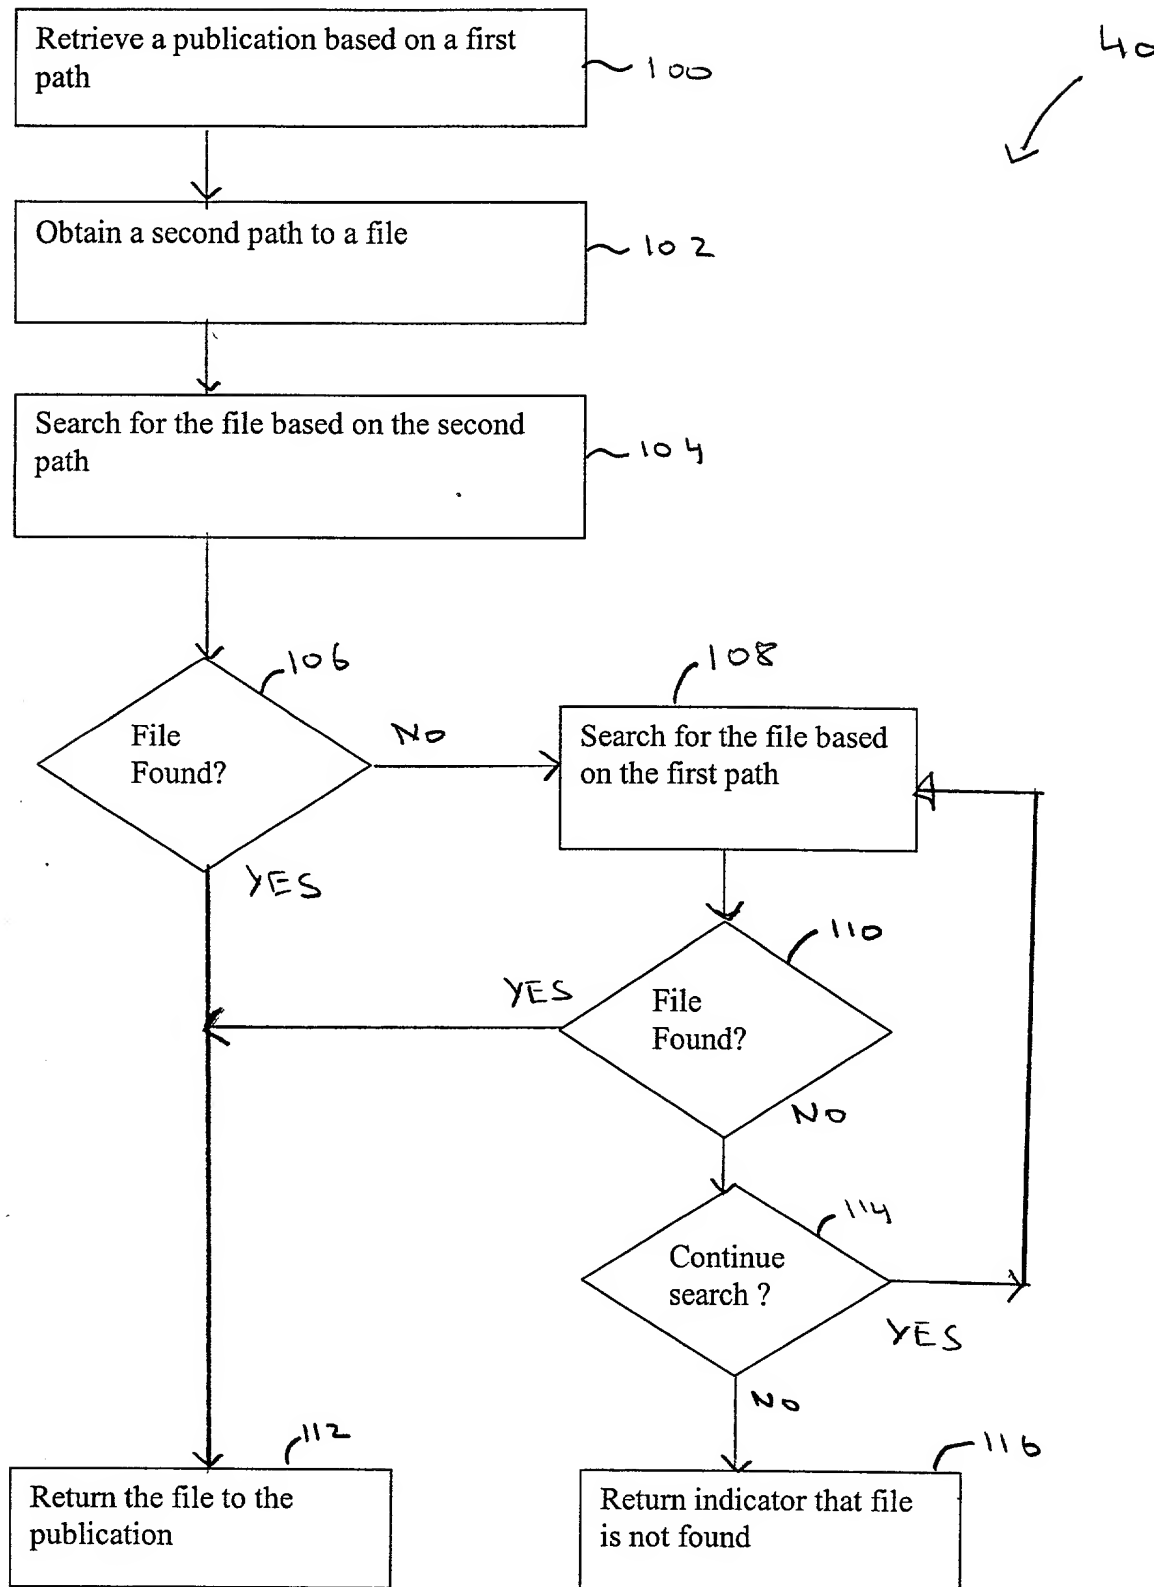 Retrieve a publication based on a first
path
100
40
Obtain a second path to a file
102
Search for the file based on the second
path
104
106
File
Found?
NO
YES
108
Search for the file based
on the first path
110
YES
File
Found?
NO
114
Continue
search ?
YES
NO
112
Return the file to the
publication
116
Return indicator that file
is not found